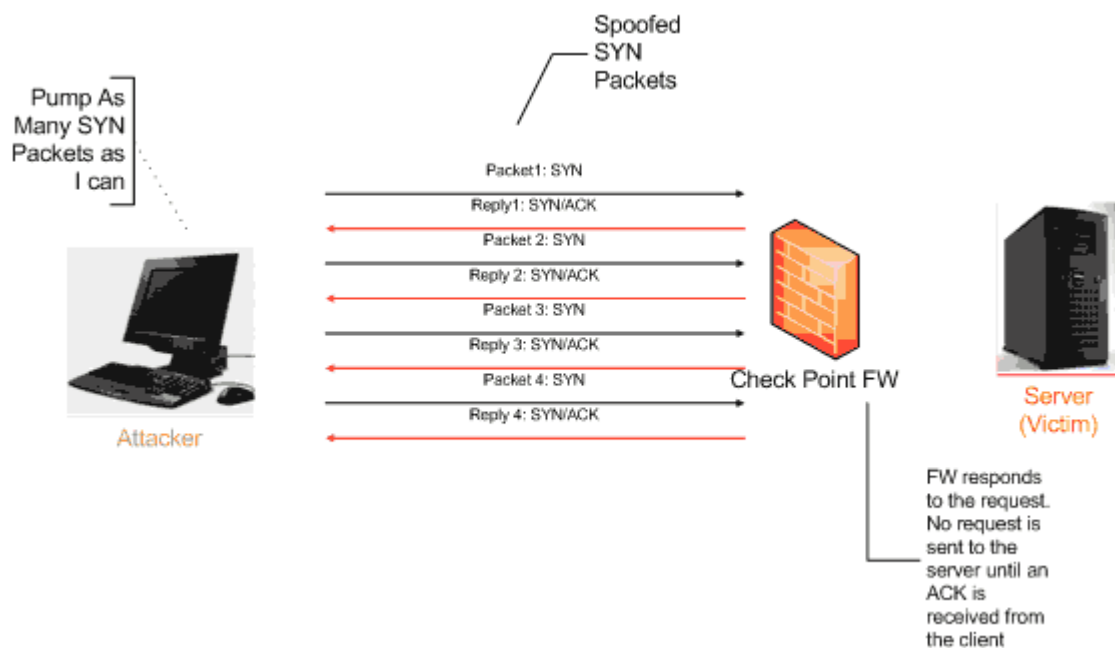 Spoofed
SYN
Packets
Pump As
Many SYN
Packets as
I can
Packet1: SYN
Reply1: SYN/ACK
Packet 2: SYN
Reply 2: SYN/ACK
Packet 3: SYN
Reply 3: SYN/ACK
Packet 4: SYN
Reply 4: SYN/ACK
Attacker
Check Point FW
Server
(Victim)
FW responds
to the request.
No request is
sent to the
server until an
ACK is
received from
the client